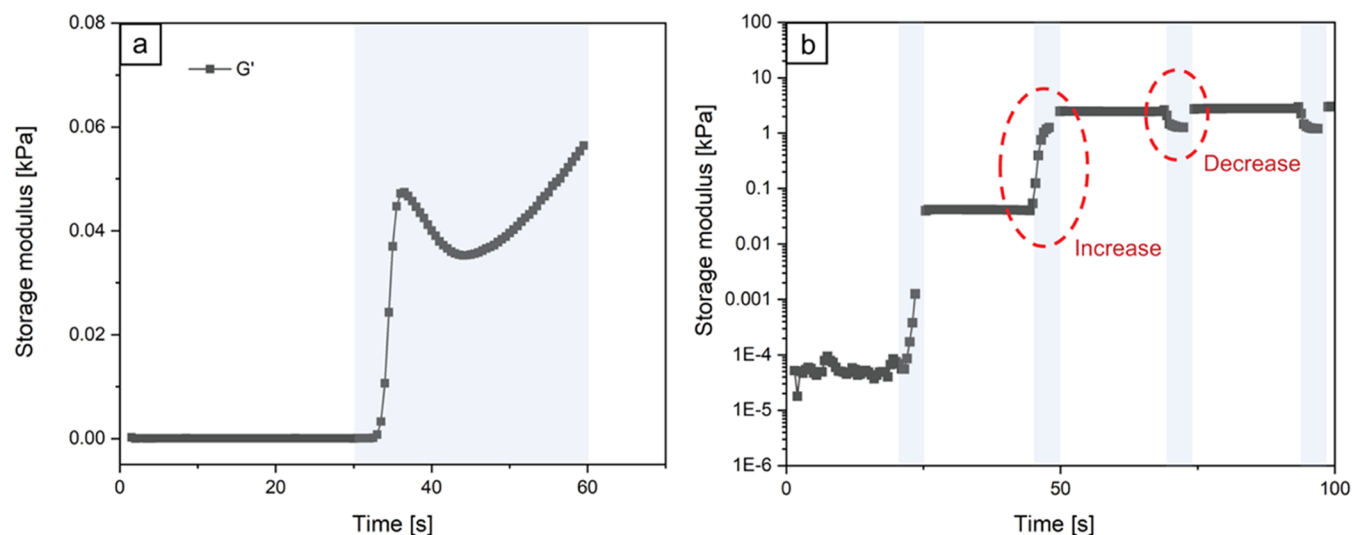 a
G'
0.08
0.06
0.04
0.02
0.00
0
20
40
60
Storage modulus [kPa]
Time [s]
b
100
10
1
0.1
0.01
0.001
1E-4
1E-5
1E-6
0
50
100
Storage modulus [kPa]
Time [s]
Increase
Decrease